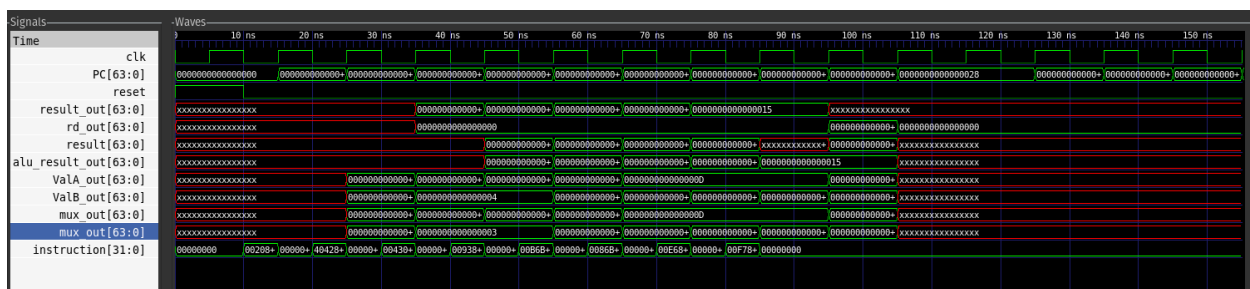 Signals Waves
Time 0 10 ns 20 ns 30 ns 40 ns 50 ns 60 ns 70 ns 80 ns 90 ns 100 ns 110 ns 120 ns 130 ns 140 ns 150 ns
clk
PC[63:0] 0000000000000000 000000000000+ 000000000000+ 000000000000+ 000000000000+ 000000000000+ 000000000000+ 000000000000+ 000000000000+ 000000000000+ 0000000000000028 000000000000+ 000000000000+ 000000000000+
reset
result_out[63:0] xxxxxxxxxxxxxxxx 000000000000+ 000000000000+ 000000000000+ 000000000000+ 0000000000000015 xxxxxxxxxxxxxxxx
rd_out[63:0] xxxxxxxxxxxxxxxx 0000000000000000 000000000000+ 0000000000000000
result[63:0] xxxxxxxxxxxxxxxx 000000000000+ 000000000000+ 000000000000+ 000000000000+ xxxxxxxxxxxx+ 000000000000+ xxxxxxxxxxxxxxxx
alu_result_out[63:0] xxxxxxxxxxxxxxxx 000000000000+ 000000000000+ 000000000000+ 000000000000+ 0000000000000015 xxxxxxxxxxxxxxxx
ValA_out[63:0] xxxxxxxxxxxxxxxx 000000000000+ 000000000000+ 000000000000+ 000000000000+ 000000000000000D 000000000000+ xxxxxxxxxxxxxxxx
ValB_out[63:0] xxxxxxxxxxxxxxxx 000000000000+ 0000000000000004 000000000000+ 000000000000+ 000000000000+ 000000000000+ 000000000000+ xxxxxxxxxxxxxxxx
mux_out[63:0] xxxxxxxxxxxxxxxx 000000000000+ 000000000000+ 000000000000+ 000000000000+ 000000000000000D 000000000000+ xxxxxxxxxxxxxxxx
mux_out[63:0] xxxxxxxxxxxxxxxx 000000000000+ 0000000000000003 000000000000+ 000000000000+ 000000000000+ 000000000000+ 000000000000+ xxxxxxxxxxxxxxxx
instruction[31:0] 00000000 00208+ 00000+ 40428+ 00000+ 00430+ 00000+ 00938+ 00000+ 00B6B+ 00000+ 0086B+ 00000+ 00E68+ 00000+ 00F78+ 00000000